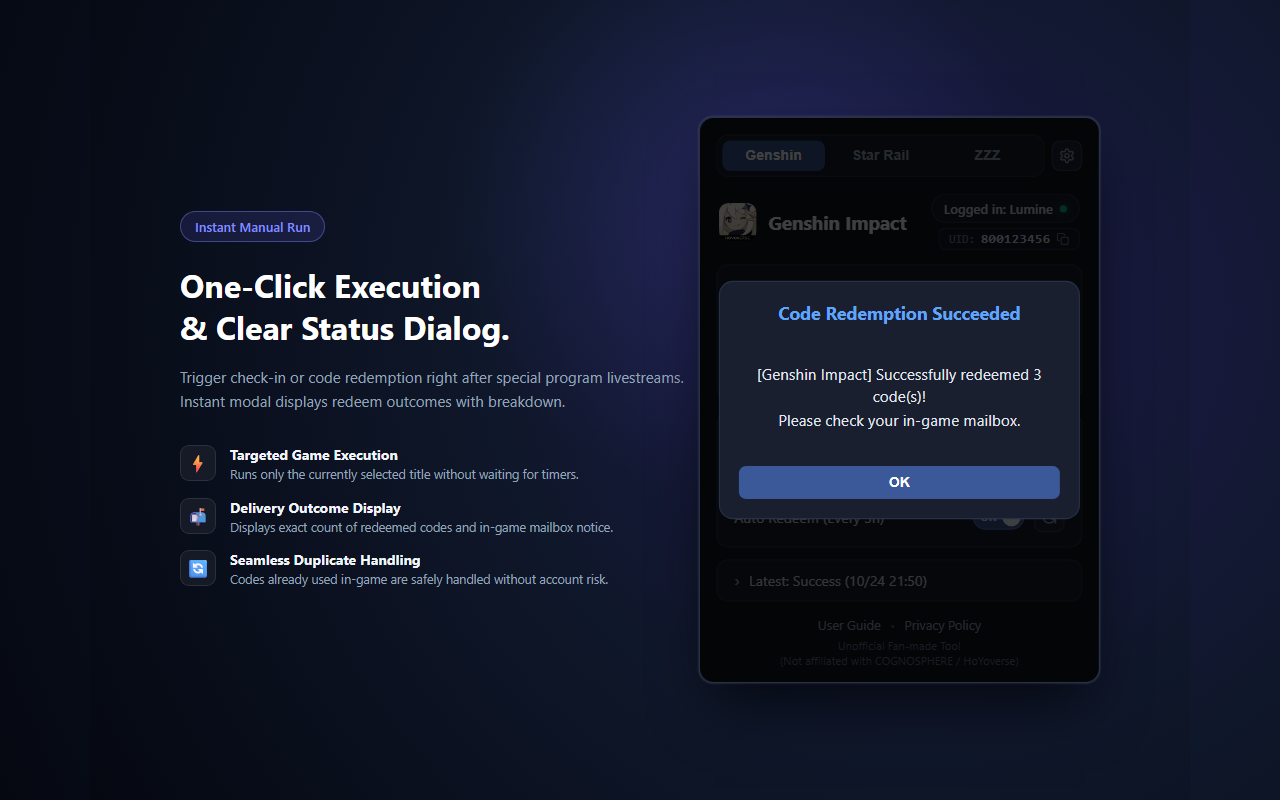 Instant Manual Run
One-Click Execution
& Clear Status Dialog.
Trigger check-in or code redemption right after special program livestreams.
Instant modal displays redeem outcomes with breakdown.
Targeted Game Execution
Runs only the currently selected title without waiting for timers.
Delivery Outcome Display
Displays exact count of redeemed codes and in-game mailbox notice.
Seamless Duplicate Handling
Codes already used in-game are safely handled without account risk.
Genshin
Star Rail
ZZZ
Genshin Impact
Logged in: Lumine
UID: 800123456
Code Redemption Succeeded
[Genshin Impact] Successfully redeemed 3
code(s)!
Please check your in-game mailbox.
OK
Auto Redeem (Every 3h)
Latest: Success (10/24 21:50)
User Guide · Privacy Policy
Unofficial Fan-made Tool
(Not affiliated with COGNOSPHERE / HoYoverse)